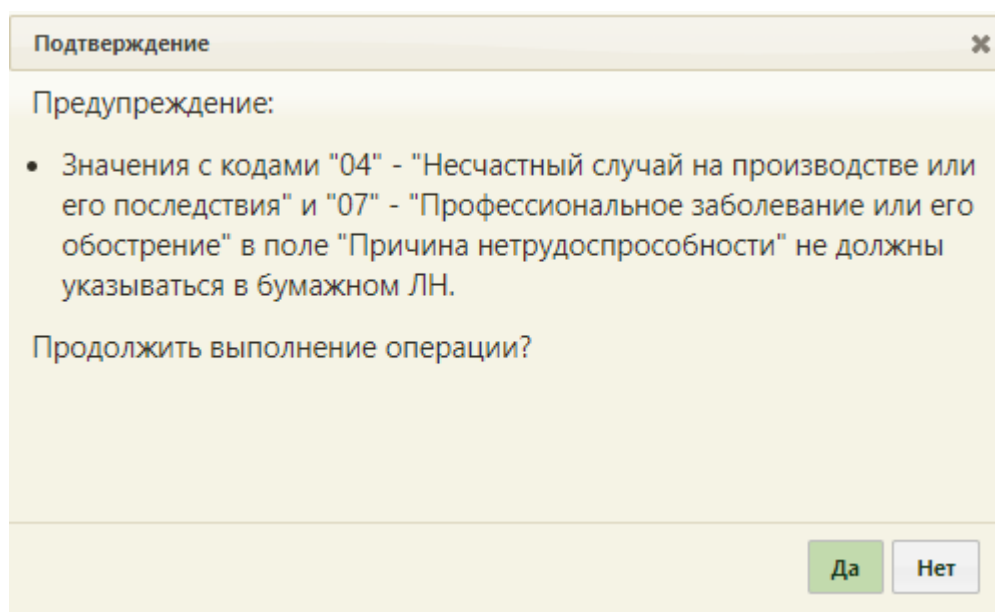 Подтверждение
Предупреждение:
• Значения с кодами "04" - "Несчастный случай на производстве или
его последствия" и "07" - "Профессиональное заболевание или его
обострение" в поле "Причина нетрудоспрособности" не должны
указываться в бумажном ЛН.
Продолжить выполнение операции?
Да Нет